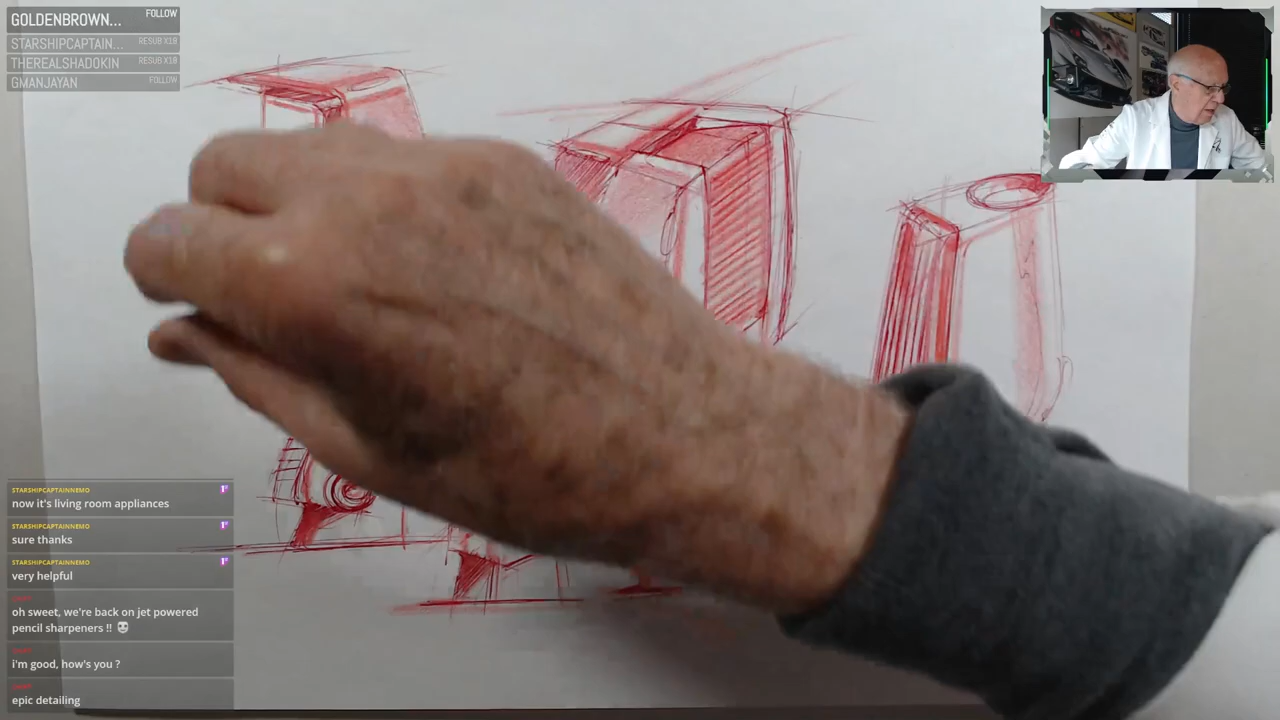 GOLDENBROWN... FOLLOW
STARSHIPCAPTAIN... RESUB X18
THEREALSHADOKIN RESUB X18
GMANJAYAN FOLLOW
STARSHIPCAPTAINNEMO
now it's living room appliances
STARSHIPCAPTAINNEMO
sure thanks
STARSHIPCAPTAINNEMO
very helpful
oh sweet, we're back on jet powered
pencil sharpeners !!
i'm good, how's you ?
epic detailing